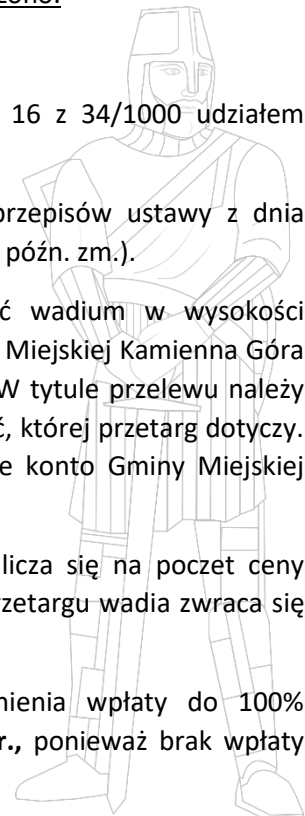 16 z 34/1000 udziałem
przepisów ustawy z dnia
późn. zm.).
ć wadium w wysokości
Miejskiej Kamienna Góra
W tytule przelewu należy
ć, której przetarg dotyczy.
e konto Gminy Miejskiej
licza się na poczet ceny
rzetargu wadia zwraca się
nienia wpłaty do 100%
r., ponieważ brak wpłaty